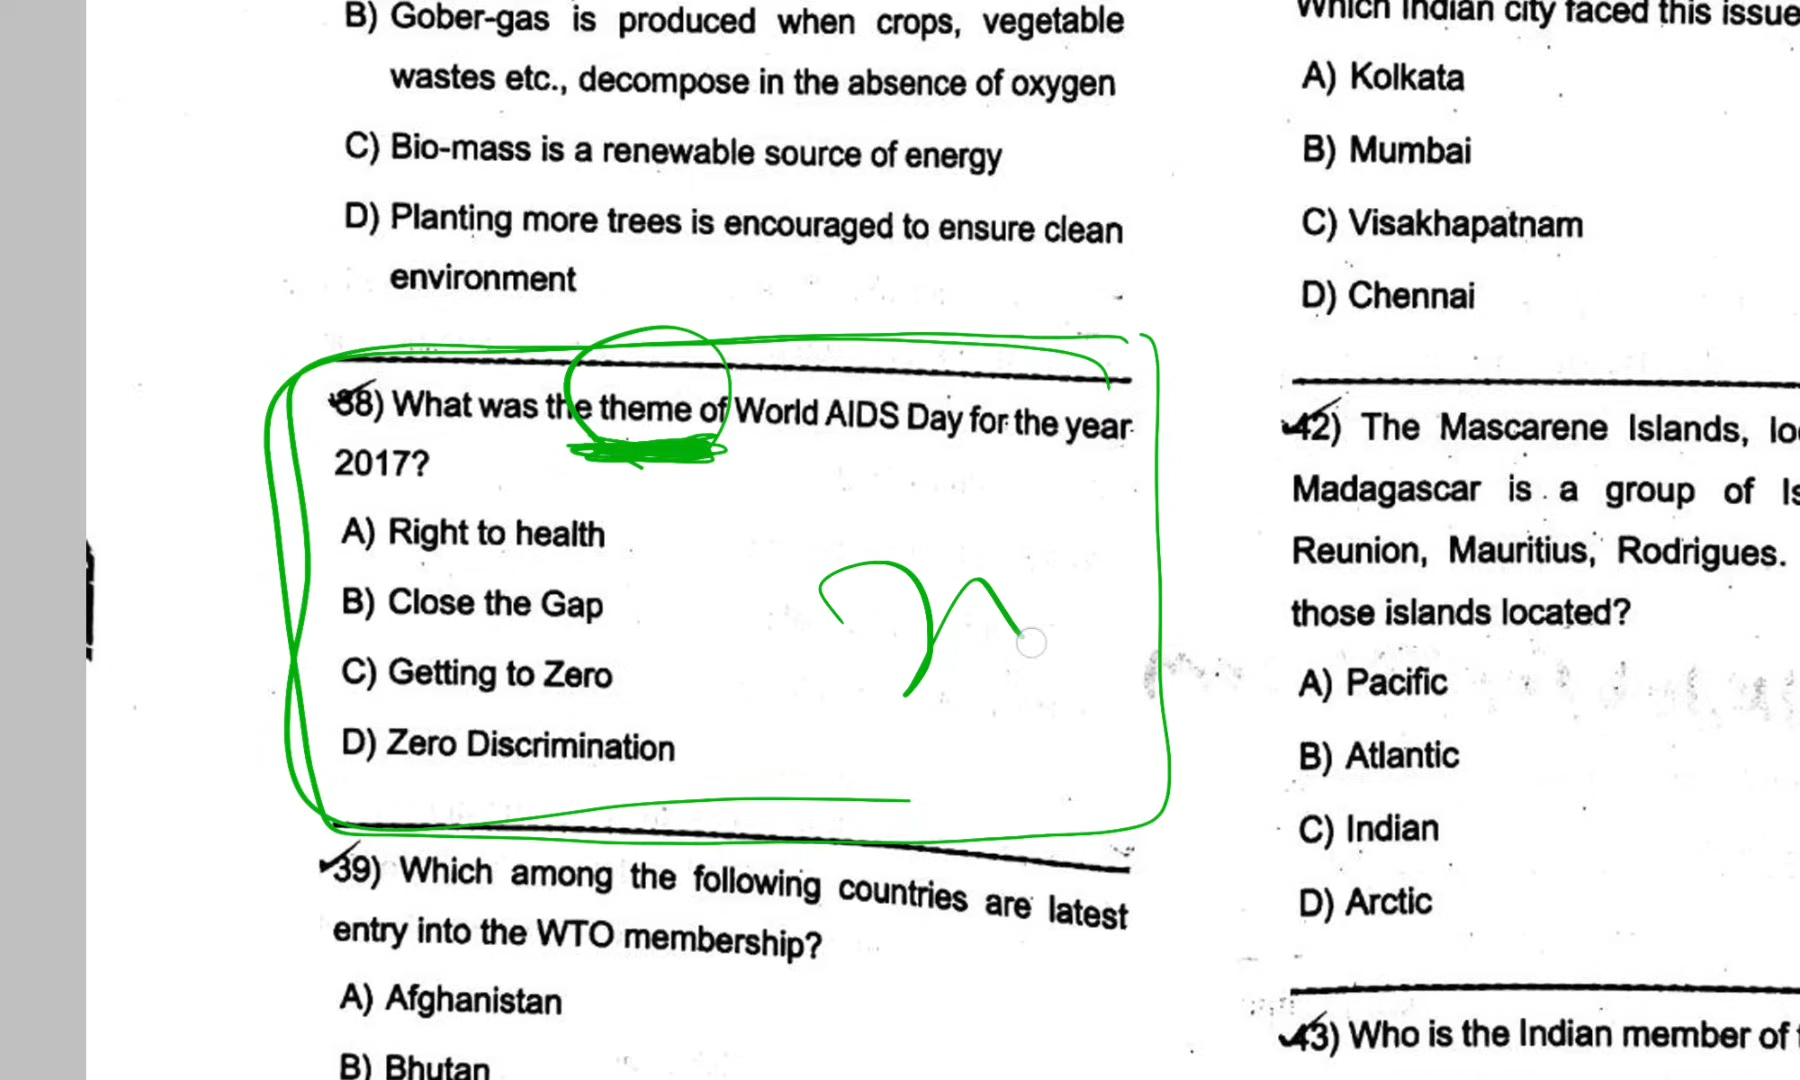 B) Gober-gas is produced when crops, vegetable
wastes etc., decompose in the absence of oxygen
C) Bio-mass is a renewable source of energy
D) Planting more trees is encouraged to ensure clean
environment
38) What was the theme of World AIDS Day for the year
2017?
A) Right to health
B) Close the Gap
C) Getting to Zero
D) Zero Discrimination
39) Which among the following countries are latest
entry into the WTO membership?
A) Afghanistan
B) Bhutan
Which Indian city faced this issue
A) Kolkata
B) Mumbai
C) Visakhapatnam
D) Chennai
42) The Mascarene Islands,
Madagascar is a group of
Reunion, Mauritius, Rodrigues.
those islands located?
A) Pacific
B) Atlantic
C) Indian
D) Arctic
43) Who is the Indian member of